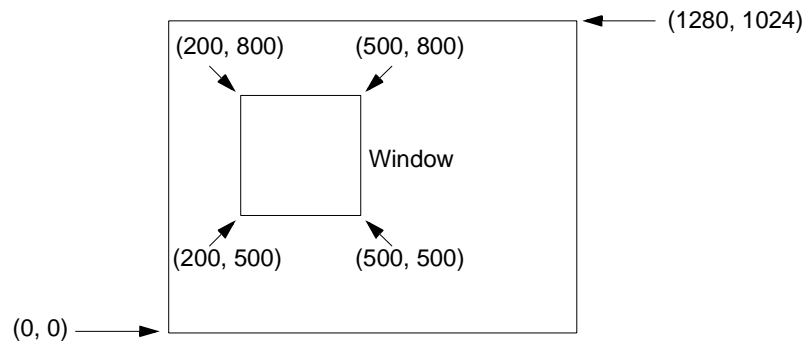 (1280, 1024)
(200, 800) (500, 800)
Window
(200, 500) (500, 500)
(0, 0)